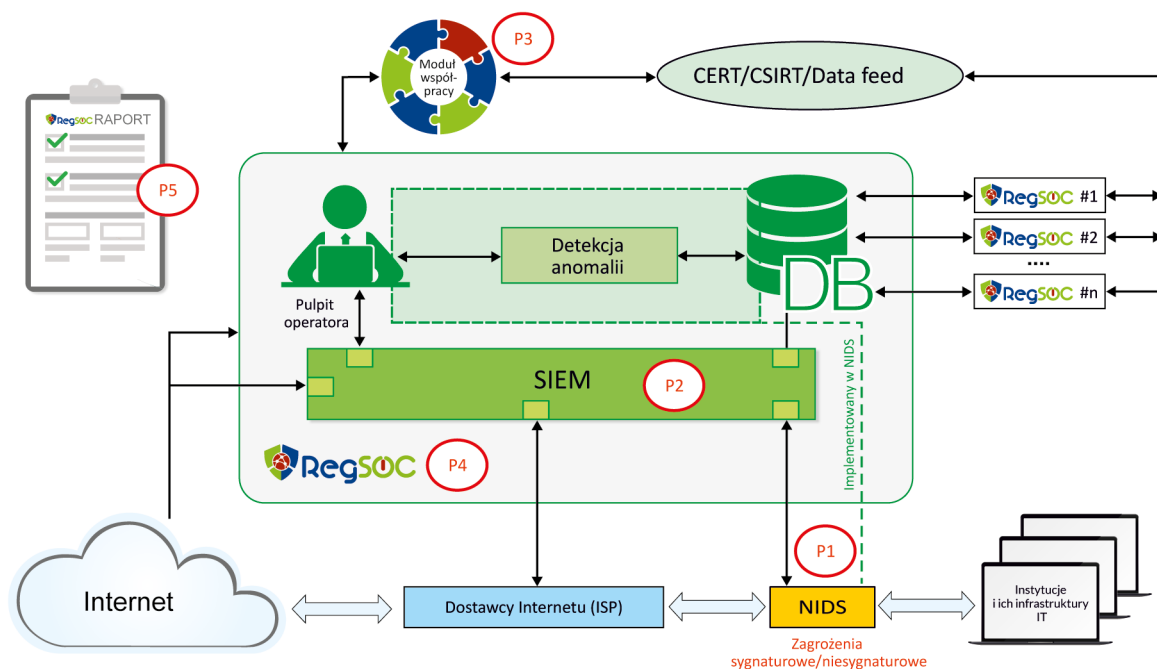 P3
Moduł
współ-
pracy
CERT/CSIRT/Data feed
RegSOC RAPORT
P5
RegSOC #1
RegSOC #2
....
RegSOC #n
Detekcja
anomalii
DB
Pulpit
operatora
SIEM
P2
Implementowany w NIDS
RegSOC
P4
P1
Internet
Dostawcy Internetu (ISP)
NIDS
Instytucje
i ich infrastruktury
IT
Zagrożenia
sygnaturowe/niesygnaturowe